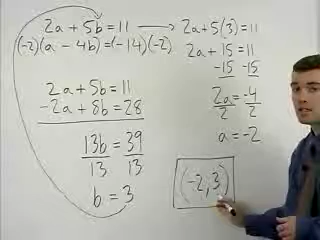 2a + 5b = 11
(-2)(a - 4b) = (-14)(-2)
2a + 5b = 11
-2a + 8b = 28
13b = 39
13 13
b = 3
2a + 5(3) = 11
2a + 15 = 11
-15 -15
2a = -4
2 2
a = -2
(-2, 3)